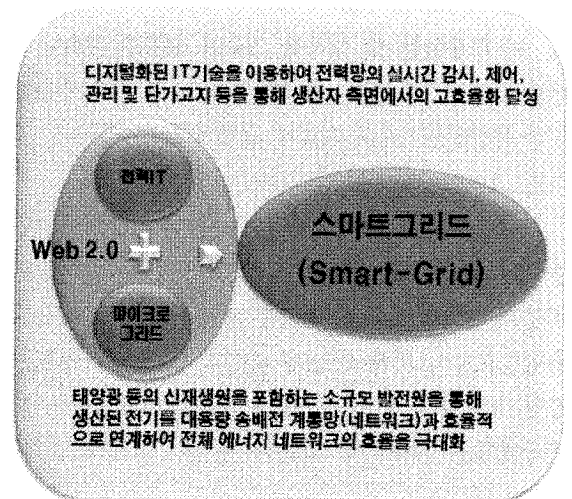 디지털화된 IT기술을 이용하여 전력망의 실시간 감시, 제어,
관리 및 단가고지 등을 통해 생산자 측면에서의 고효율화 달성
전력IT
Web 2.0 +
스마트그리드
(Smart-Grid)
마이크로
그리드
태양광 등의 신재생원을 포함하는 소규모 발전원을 통해
생산된 전기를 대용량 송배전 계통망(네트워크)과 효율적
으로 연계하여 전체 에너지 네트워크의 효율을 극대화